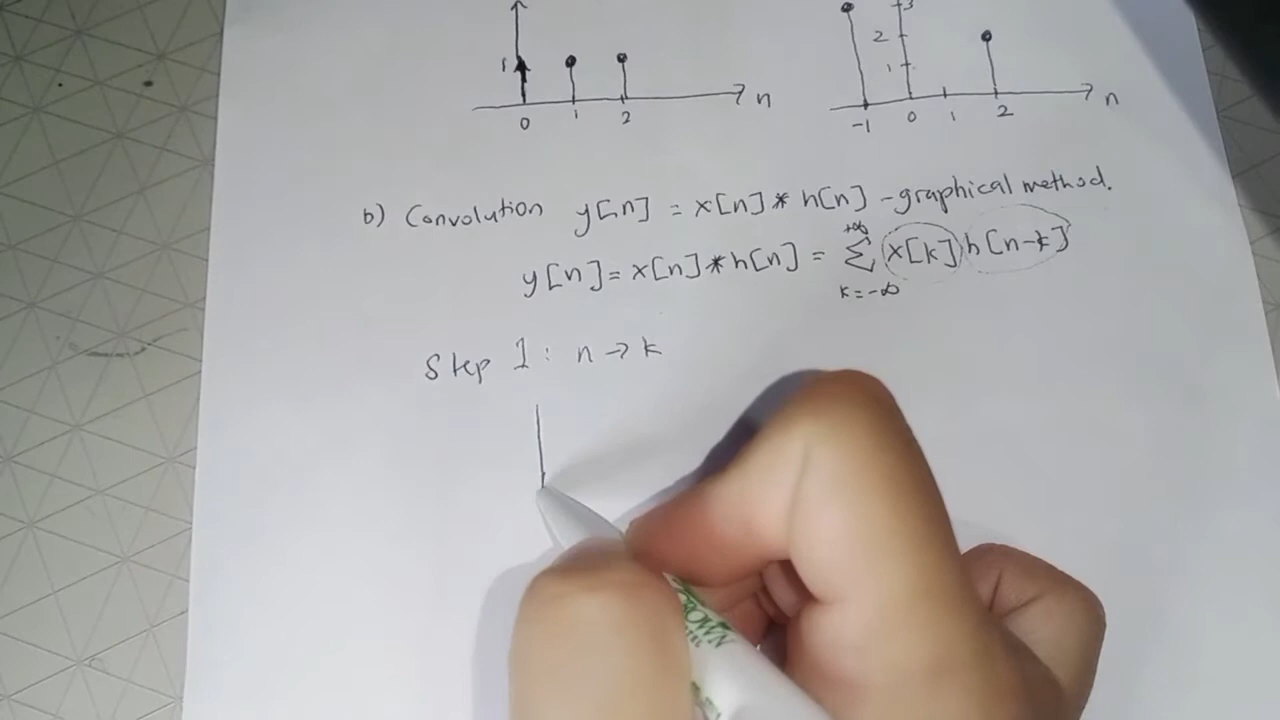 1 0 1 2 n
3 2 1 -1 0 1 2 n
b) Convolution y[n] = x[n] * h[n] - graphical method.
y[n] = x[n] * h[n] = +∞ Σ k=-∞ x[k] h[n-k]
Step 1 : n → k